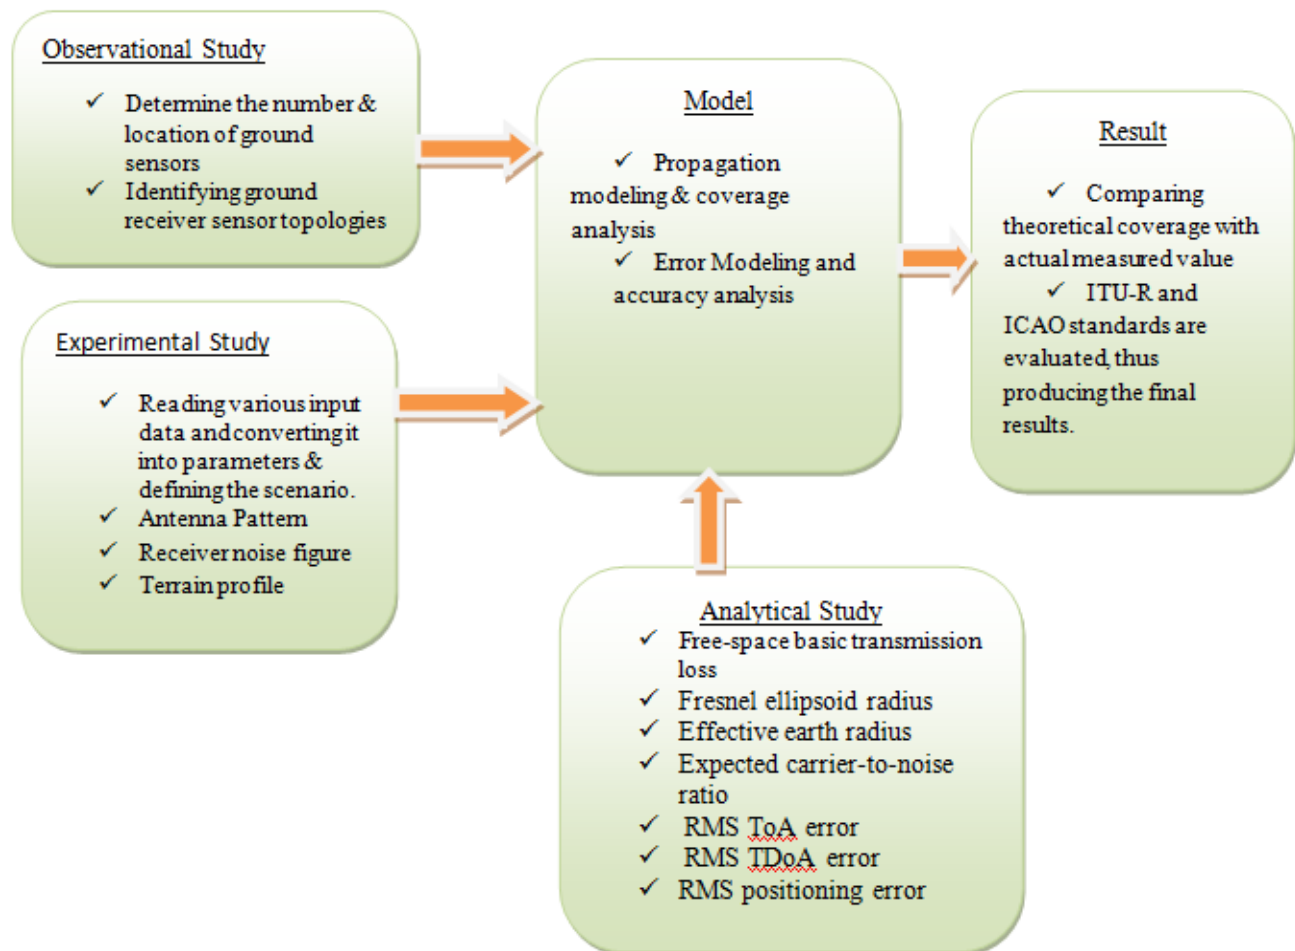 Observational Study
✓ Determine the number &
location of ground
sensors
✓ Identifying ground
receiver sensor topologies
Experimental Study
✓ Reading various input
data and converting it
into parameters &
defining the scenario.
✓ Antenna Pattern
✓ Receiver noise figure
✓ Terrain profile
Model
✓ Propagation
modeling & coverage
analysis
✓ Error Modeling and
accuracy analysis
Analytical Study
✓ Free-space basic transmission
loss
✓ Fresnel ellipsoid radius
✓ Effective earth radius
✓ Expected carrier-to-noise
ratio
✓ RMS ToA error
✓ RMS TDoA error
✓ RMS positioning error
Result
✓ Comparing
theoretical coverage with
actual measured value
✓ ITU-R and
ICAO standards are
evaluated, thus
producing the final
results.